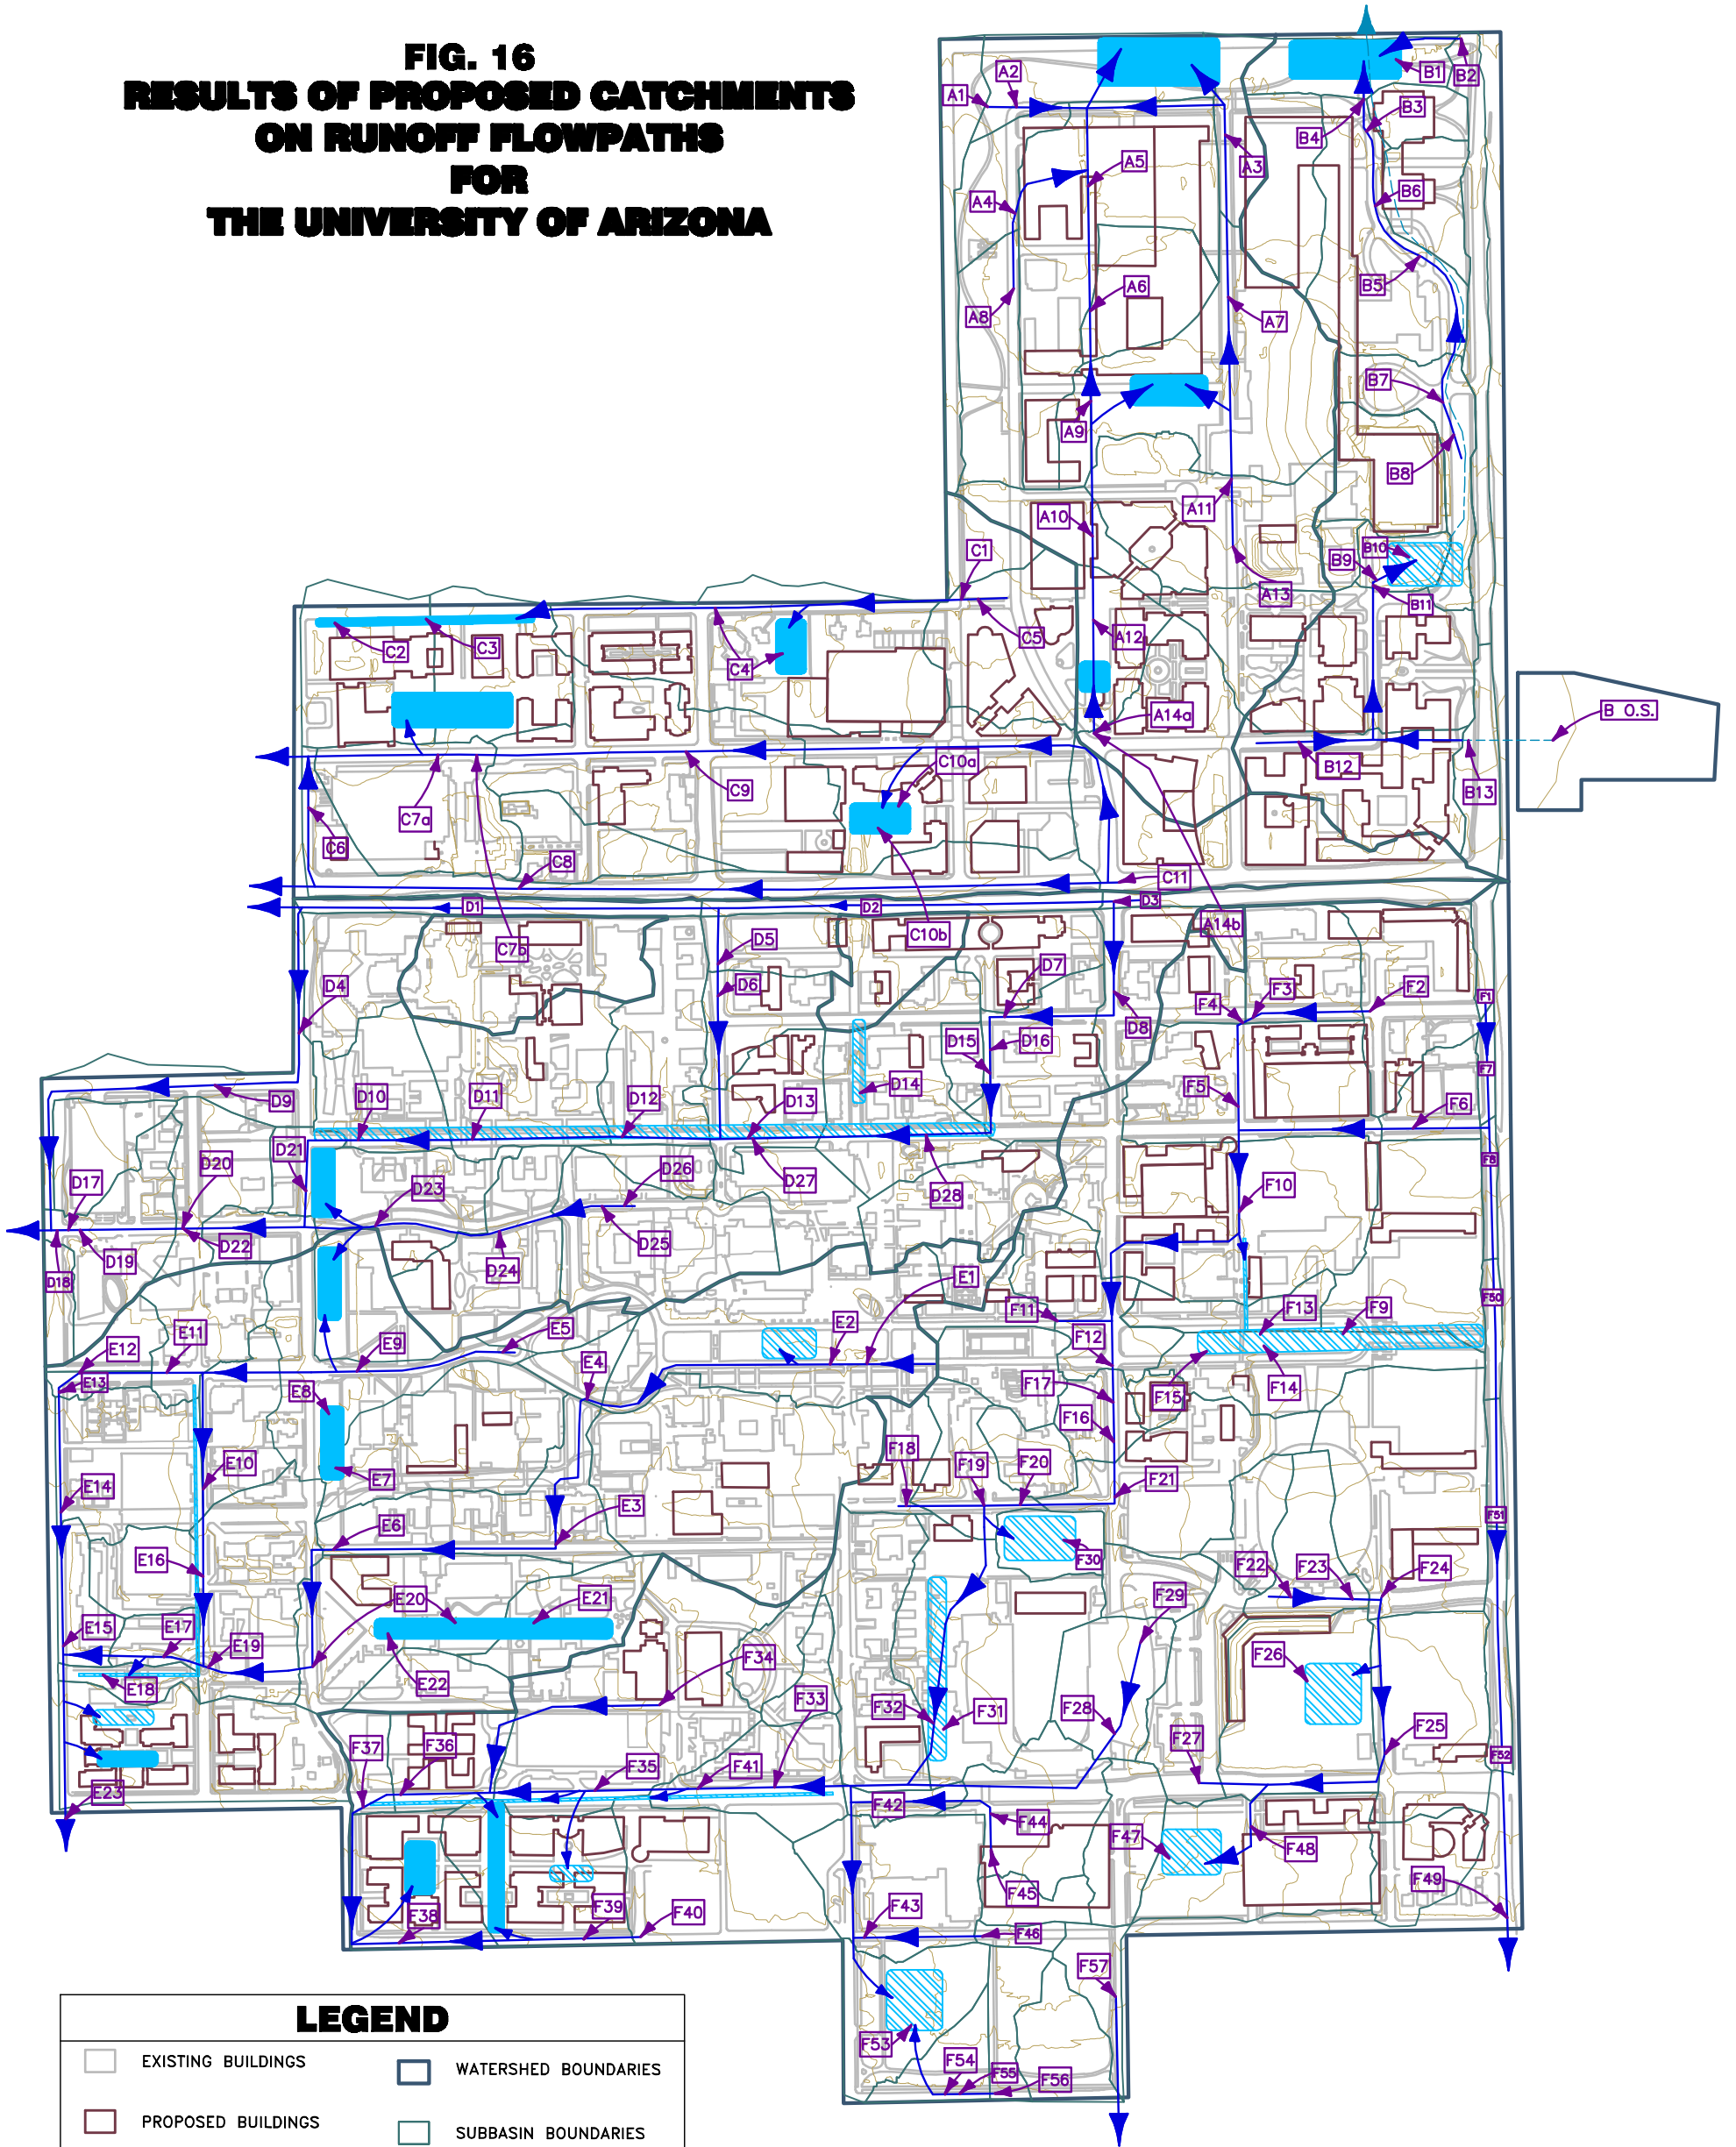 FIG. 16
RESULTS OF PROPOSED CATCHMENTS
ON RUNOFF FLOWPATHS
FOR
THE UNIVERSITY OF ARIZONA
A2
A1
B1
B2
B3
B4
A3
A5
A4
B6
B5
A6
A8
A7
B7
A9
B8
A11
A10
C1
B10
B9
A13
B11
C5
A12
C2
C3
C4
A14a
B O.S.
C10a
B12
C9
B13
C7a
C6
C8
C11
D1
D2
D3
C7b
C10b
A14b
D5
D7
D4
D6
F4
F3
F2
F1
D8
D15
D16
F7
D9
D10
D11
D12
D14
D13
F5
F6
D21
D20
D17
D23
D26
D27
D28
F8
F10
D22
D19
D25
D18
D24
E1
F11
F13
F9
F50
E12
E11
E9
E5
E2
F12
E4
E13
E8
F17
F15
F14
F16
E10
E7
F18
F19
F20
F21
E14
E3
E6
F51
E16
F30
F22
F23
F24
E20
E21
F29
E15
E17
E19
F34
F26
E22
E18
F33
F32
F31
F28
F25
F37
F36
F27
F52
F35
F41
E23
F42
F44
F47
F48
F45
F49
F38
F39
F40
F43
F46
F57
F53
F54
F55
F56
LEGEND
EXISTING BUILDINGS
WATERSHED BOUNDARIES
PROPOSED BUILDINGS
SUBBASIN BOUNDARIES